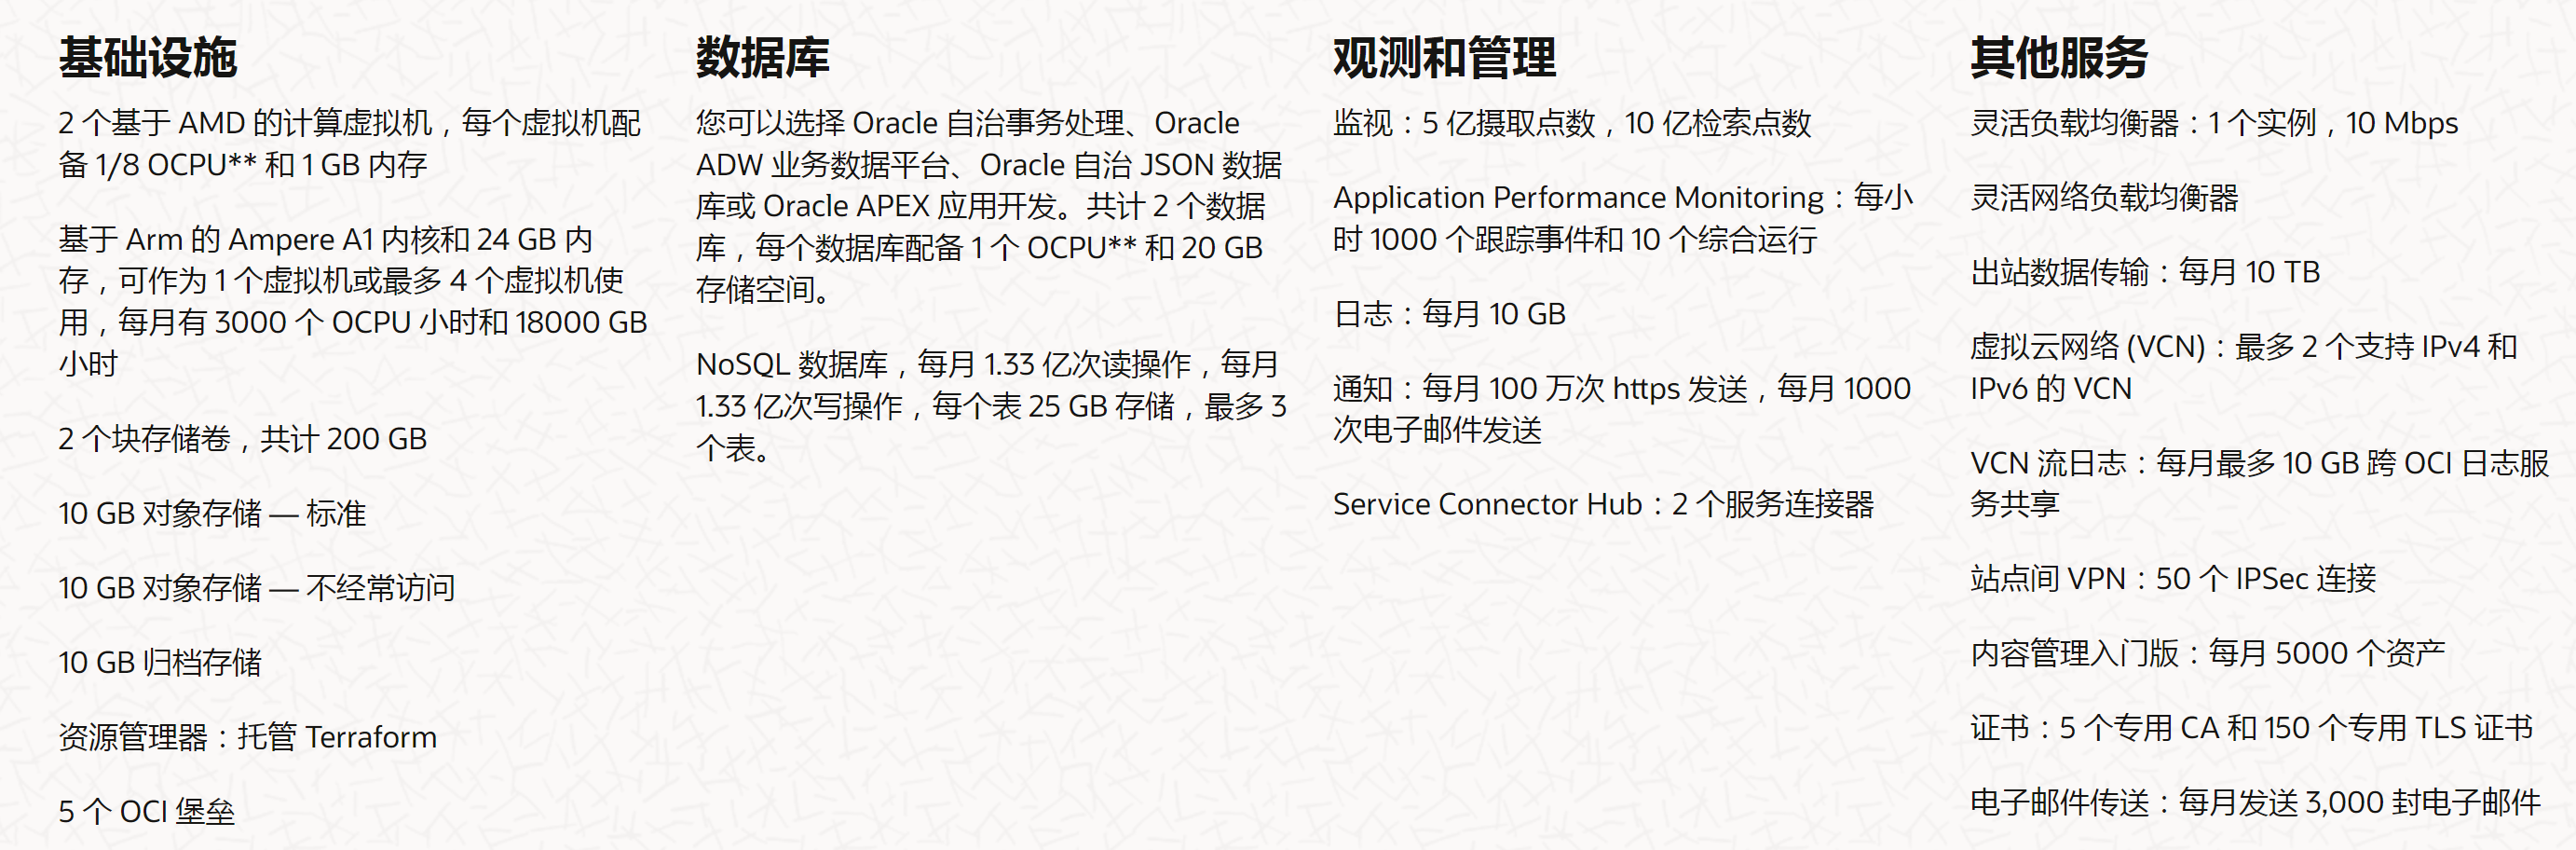 基础设施
2 个基于 AMD 的计算虚拟机，每个虚拟机配
备 1/8 OCPU** 和 1 GB 内存
基于 Arm 的 Ampere A1 内核和 24 GB 内
存，可作为 1 个虚拟机或最多 4 个虚拟机使
用，每月有 3000 个 OCPU 小时和 18000 GB
小时
2 个块存储卷，共计 200 GB
10 GB 对象存储 — 标准
10 GB 对象存储 — 不经常访问
10 GB 归档存储
资源管理器：托管 Terraform
5 个 OCI 堡垒
数据库
您可以选择 Oracle 自治事务处理、Oracle
ADW 业务数据平台、Oracle 自治 JSON 数据
库或 Oracle APEX 应用开发。共计 2 个数据
库，每个数据库配备 1 个 OCPU** 和 20 GB
存储空间。
NoSQL 数据库，每月 1.33 亿次读操作，每月
1.33 亿次写操作，每个表 25 GB 存储，最多 3
个表。
观测和管理
监视：5 亿摄取点数，10 亿检索点数
Application Performance Monitoring：每小
时 1000 个跟踪事件和 10 个综合运行
日志：每月 10 GB
通知：每月 100 万次 https 发送，每月 1000
次电子邮件发送
Service Connector Hub：2 个服务连接器
其他服务
灵活负载均衡器：1 个实例，10 Mbps
灵活网络负载均衡器
出站数据传输：每月 10 TB
虚拟云网络 (VCN)：最多 2 个支持 IPv4 和
IPv6 的 VCN
VCN 流日志：每月最多 10 GB 跨 OCI 日志服
务共享
站点间 VPN：50 个 IPSec 连接
内容管理入门版：每月 5000 个资产
证书：5 个专用 CA 和 150 个专用 TLS 证书
电子邮件传送：每月发送 3,000 封电子邮件